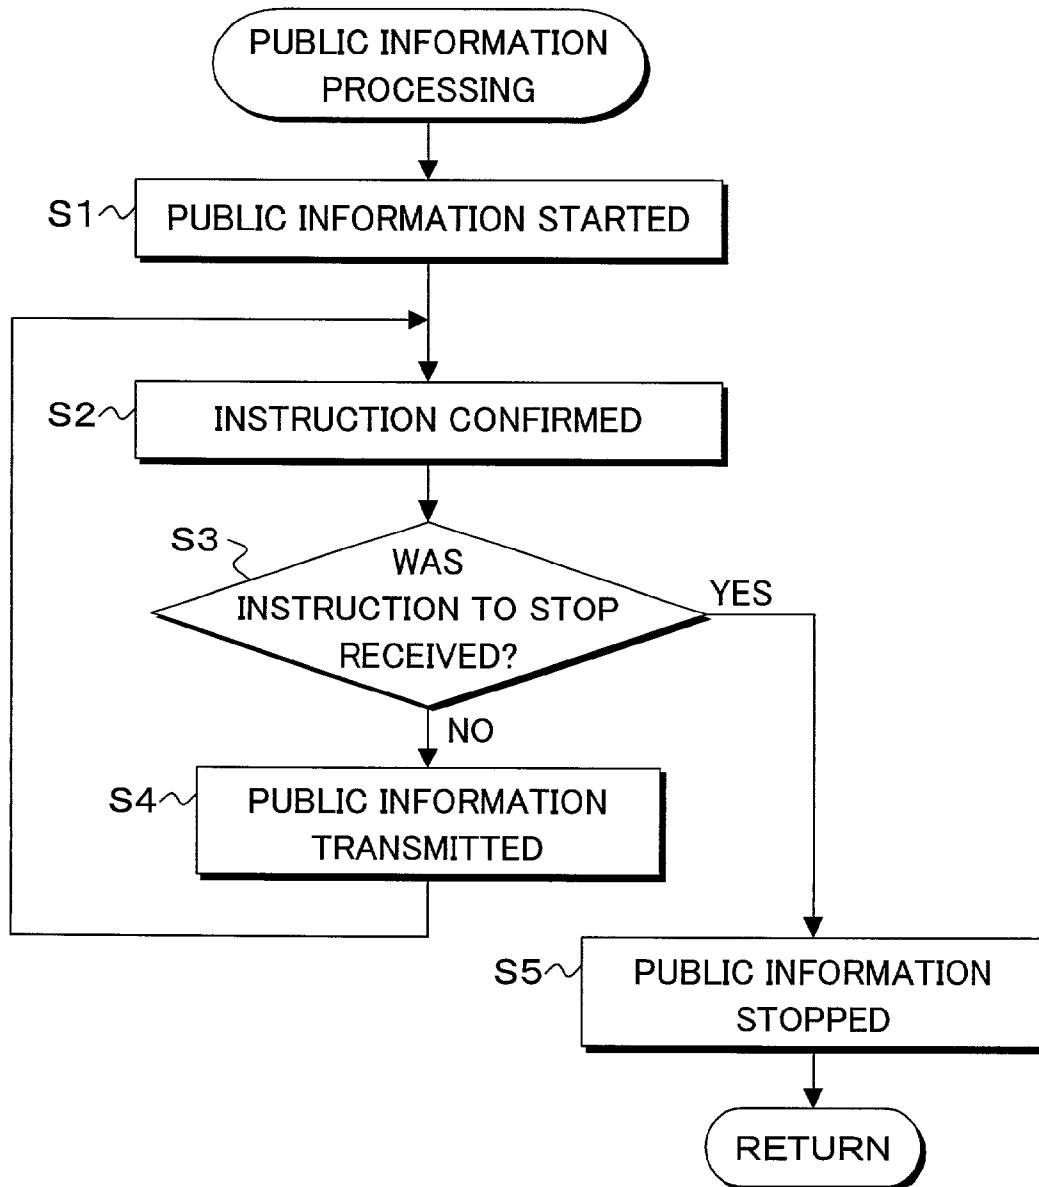 PUBLIC INFORMATION
PROCESSING
S1
PUBLIC INFORMATION STARTED
S2
INSTRUCTION CONFIRMED
S3
WAS
INSTRUCTION TO STOP
RECEIVED?
YES
NO
S4
PUBLIC INFORMATION
TRANSMITTED
S5
PUBLIC INFORMATION
STOPPED
RETURN